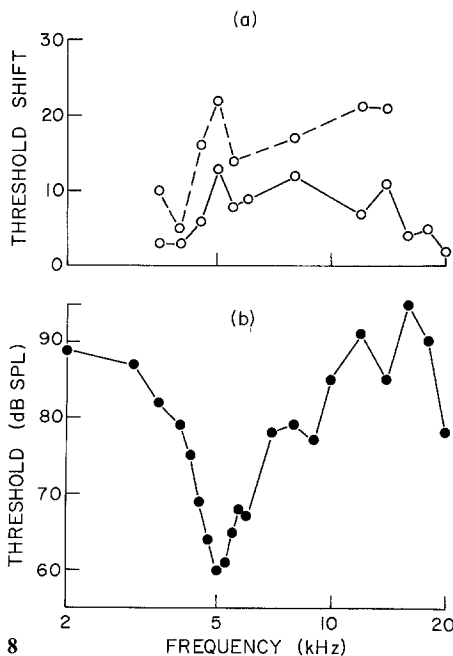 (a)
30
20
10
0
THRESHOLD SHIFT
(b)
90
80
70
60
THRESHOLD (dB SPL)
2
5
10
20
8 FREQUENCY (kHz)